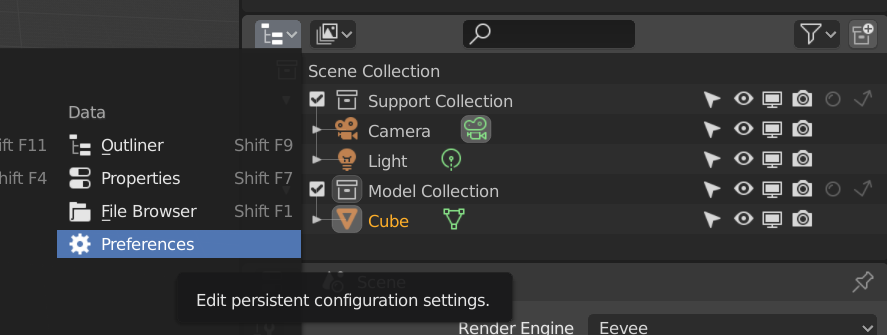 Scene Collection
Support Collection
Camera
Light
Model Collection
Cube
Data
ift F11
Outliner Shift F9
hift F4
Properties Shift F7
File Browser Shift F1
Preferences
Scene
Edit persistent configuration settings.
Render Engine Eevee